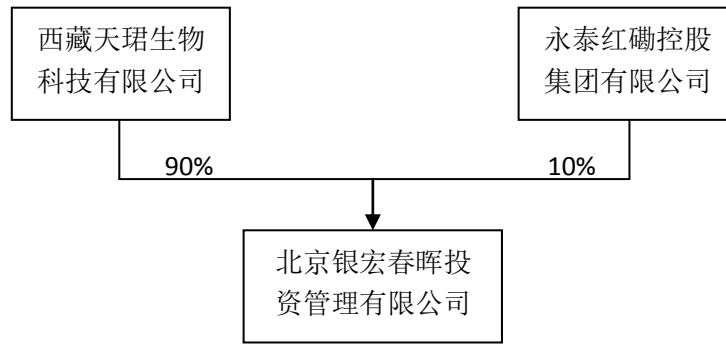 西藏天珺生物
科技有限公司
永泰红磡控股
集团有限公司
90%
10%
北京银宏春晖投
资管理有限公司